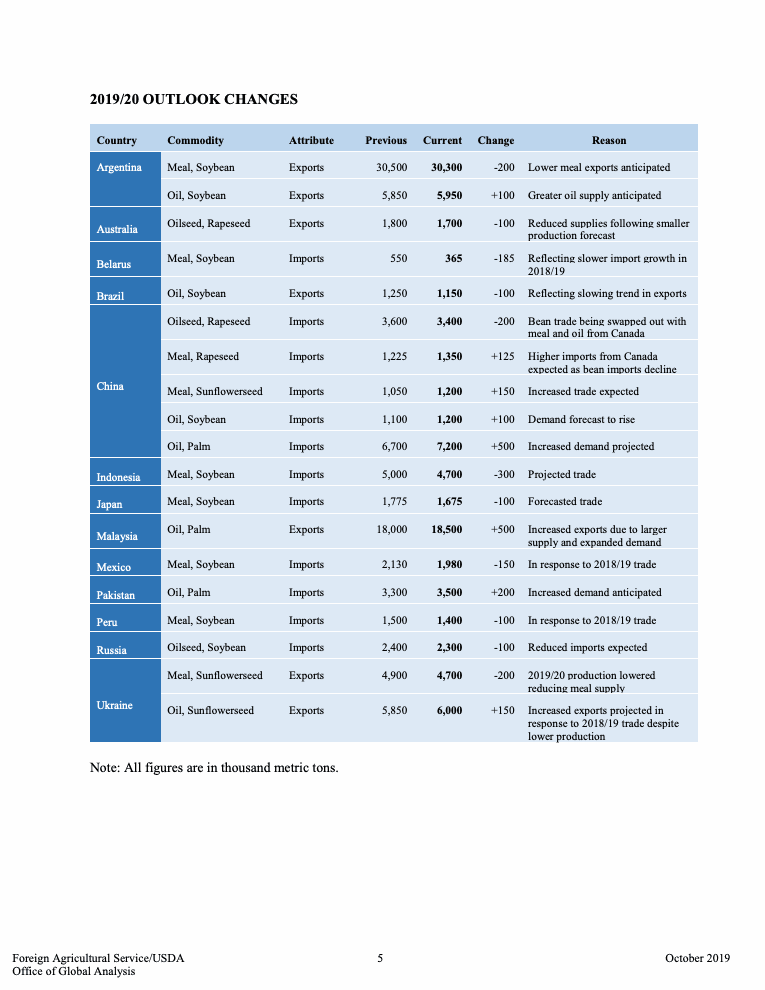 2019/20 OUTLOOK CHANGES
Country Commodity Attribute Previous Current Change Reason
Argentina Meal, Soybean Exports 30,500 30,300 -200 Lower meal exports anticipated
Oil, Soybean Exports 5,850 5,950 +100 Greater oil supply anticipated
Australia Oilseed, Rapeseed Exports 1,800 1,700 -100 Reduced supplies following smaller
production forecast
Belarus Meal, Soybean Imports 550 365 -185 Reflecting slower import growth in
2018/19
Brazil Oil, Soybean Exports 1,250 1,150 -100 Reflecting slowing trend in exports
China Oilseed, Rapeseed Imports 3,600 3,400 -200 Bean trade being swapped out with
meal and oil from Canada
Meal, Rapeseed Imports 1,225 1,350 +125 Higher imports from Canada
expected as bean imports decline
Meal, Sunflowerseed Imports 1,050 1,200 +150 Increased trade expected
Oil, Soybean Imports 1,100 1,200 +100 Demand forecast to rise
Oil, Palm Imports 6,700 7,200 +500 Increased demand projected
Indonesia Meal, Soybean Imports 5,000 4,700 -300 Projected trade
Japan Meal, Soybean Imports 1,775 1,675 -100 Forecasted trade
Malaysia Oil, Palm Exports 18,000 18,500 +500 Increased exports due to larger
supply and expanded demand
Mexico Meal, Soybean Imports 2,130 1,980 -150 In response to 2018/19 trade
Pakistan Oil, Palm Imports 3,300 3,500 +200 Increased demand anticipated
Peru Meal, Soybean Imports 1,500 1,400 -100 In response to 2018/19 trade
Russia Oilseed, Soybean Imports 2,400 2,300 -100 Reduced imports expected
Ukraine Meal, Sunflowerseed Exports 4,900 4,700 -200 2019/20 production lowered
reducing meal supply
Oil, Sunflowerseed Exports 5,850 6,000 +150 Increased exports projected in
response to 2018/19 trade despite
lower production
Note: All figures are in thousand metric tons.
Foreign Agricultural Service/USDA 5 October 2019
Office of Global Analysis